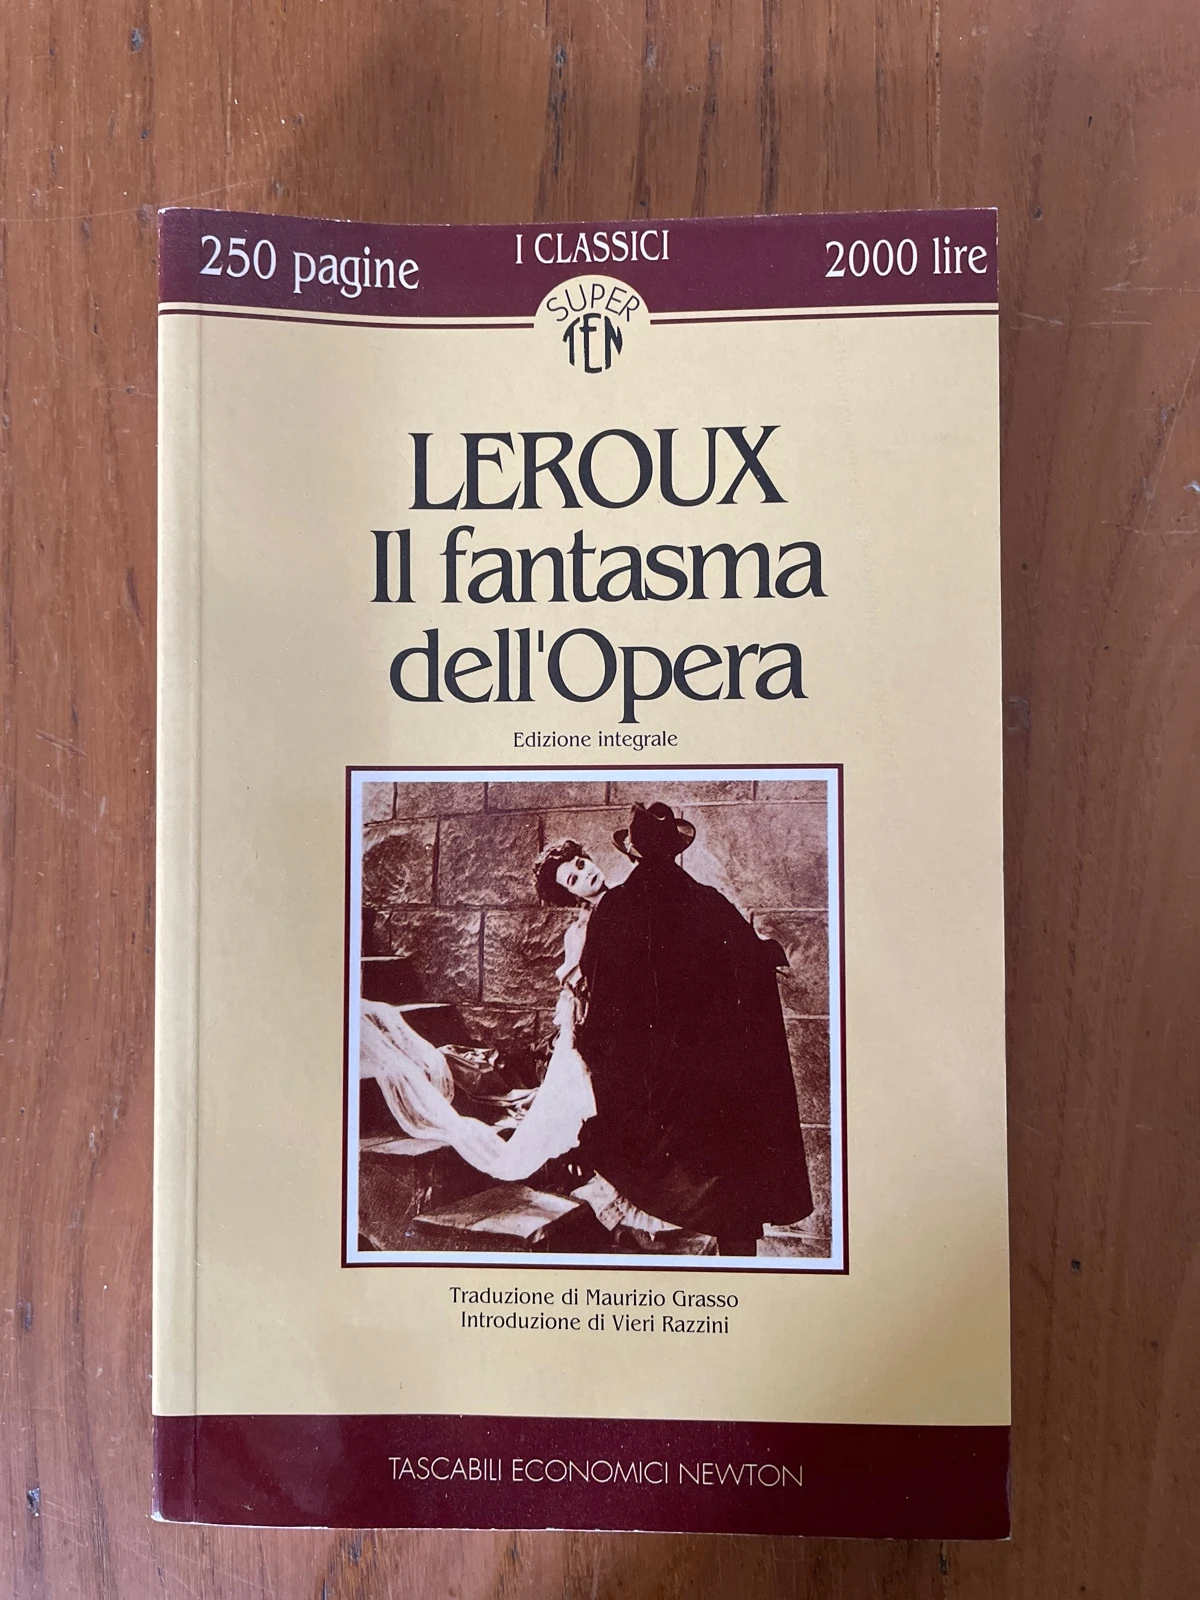 250 pagine
I CLASSICI
2000 lire
SUPER
TEN
LEROUX
Il fantasma
dell'Opera
Edizione integrale
Traduzione di Maurizio Grasso
Introduzione di Vieri Razzini
TASCABILI ECONOMICI NEWTON